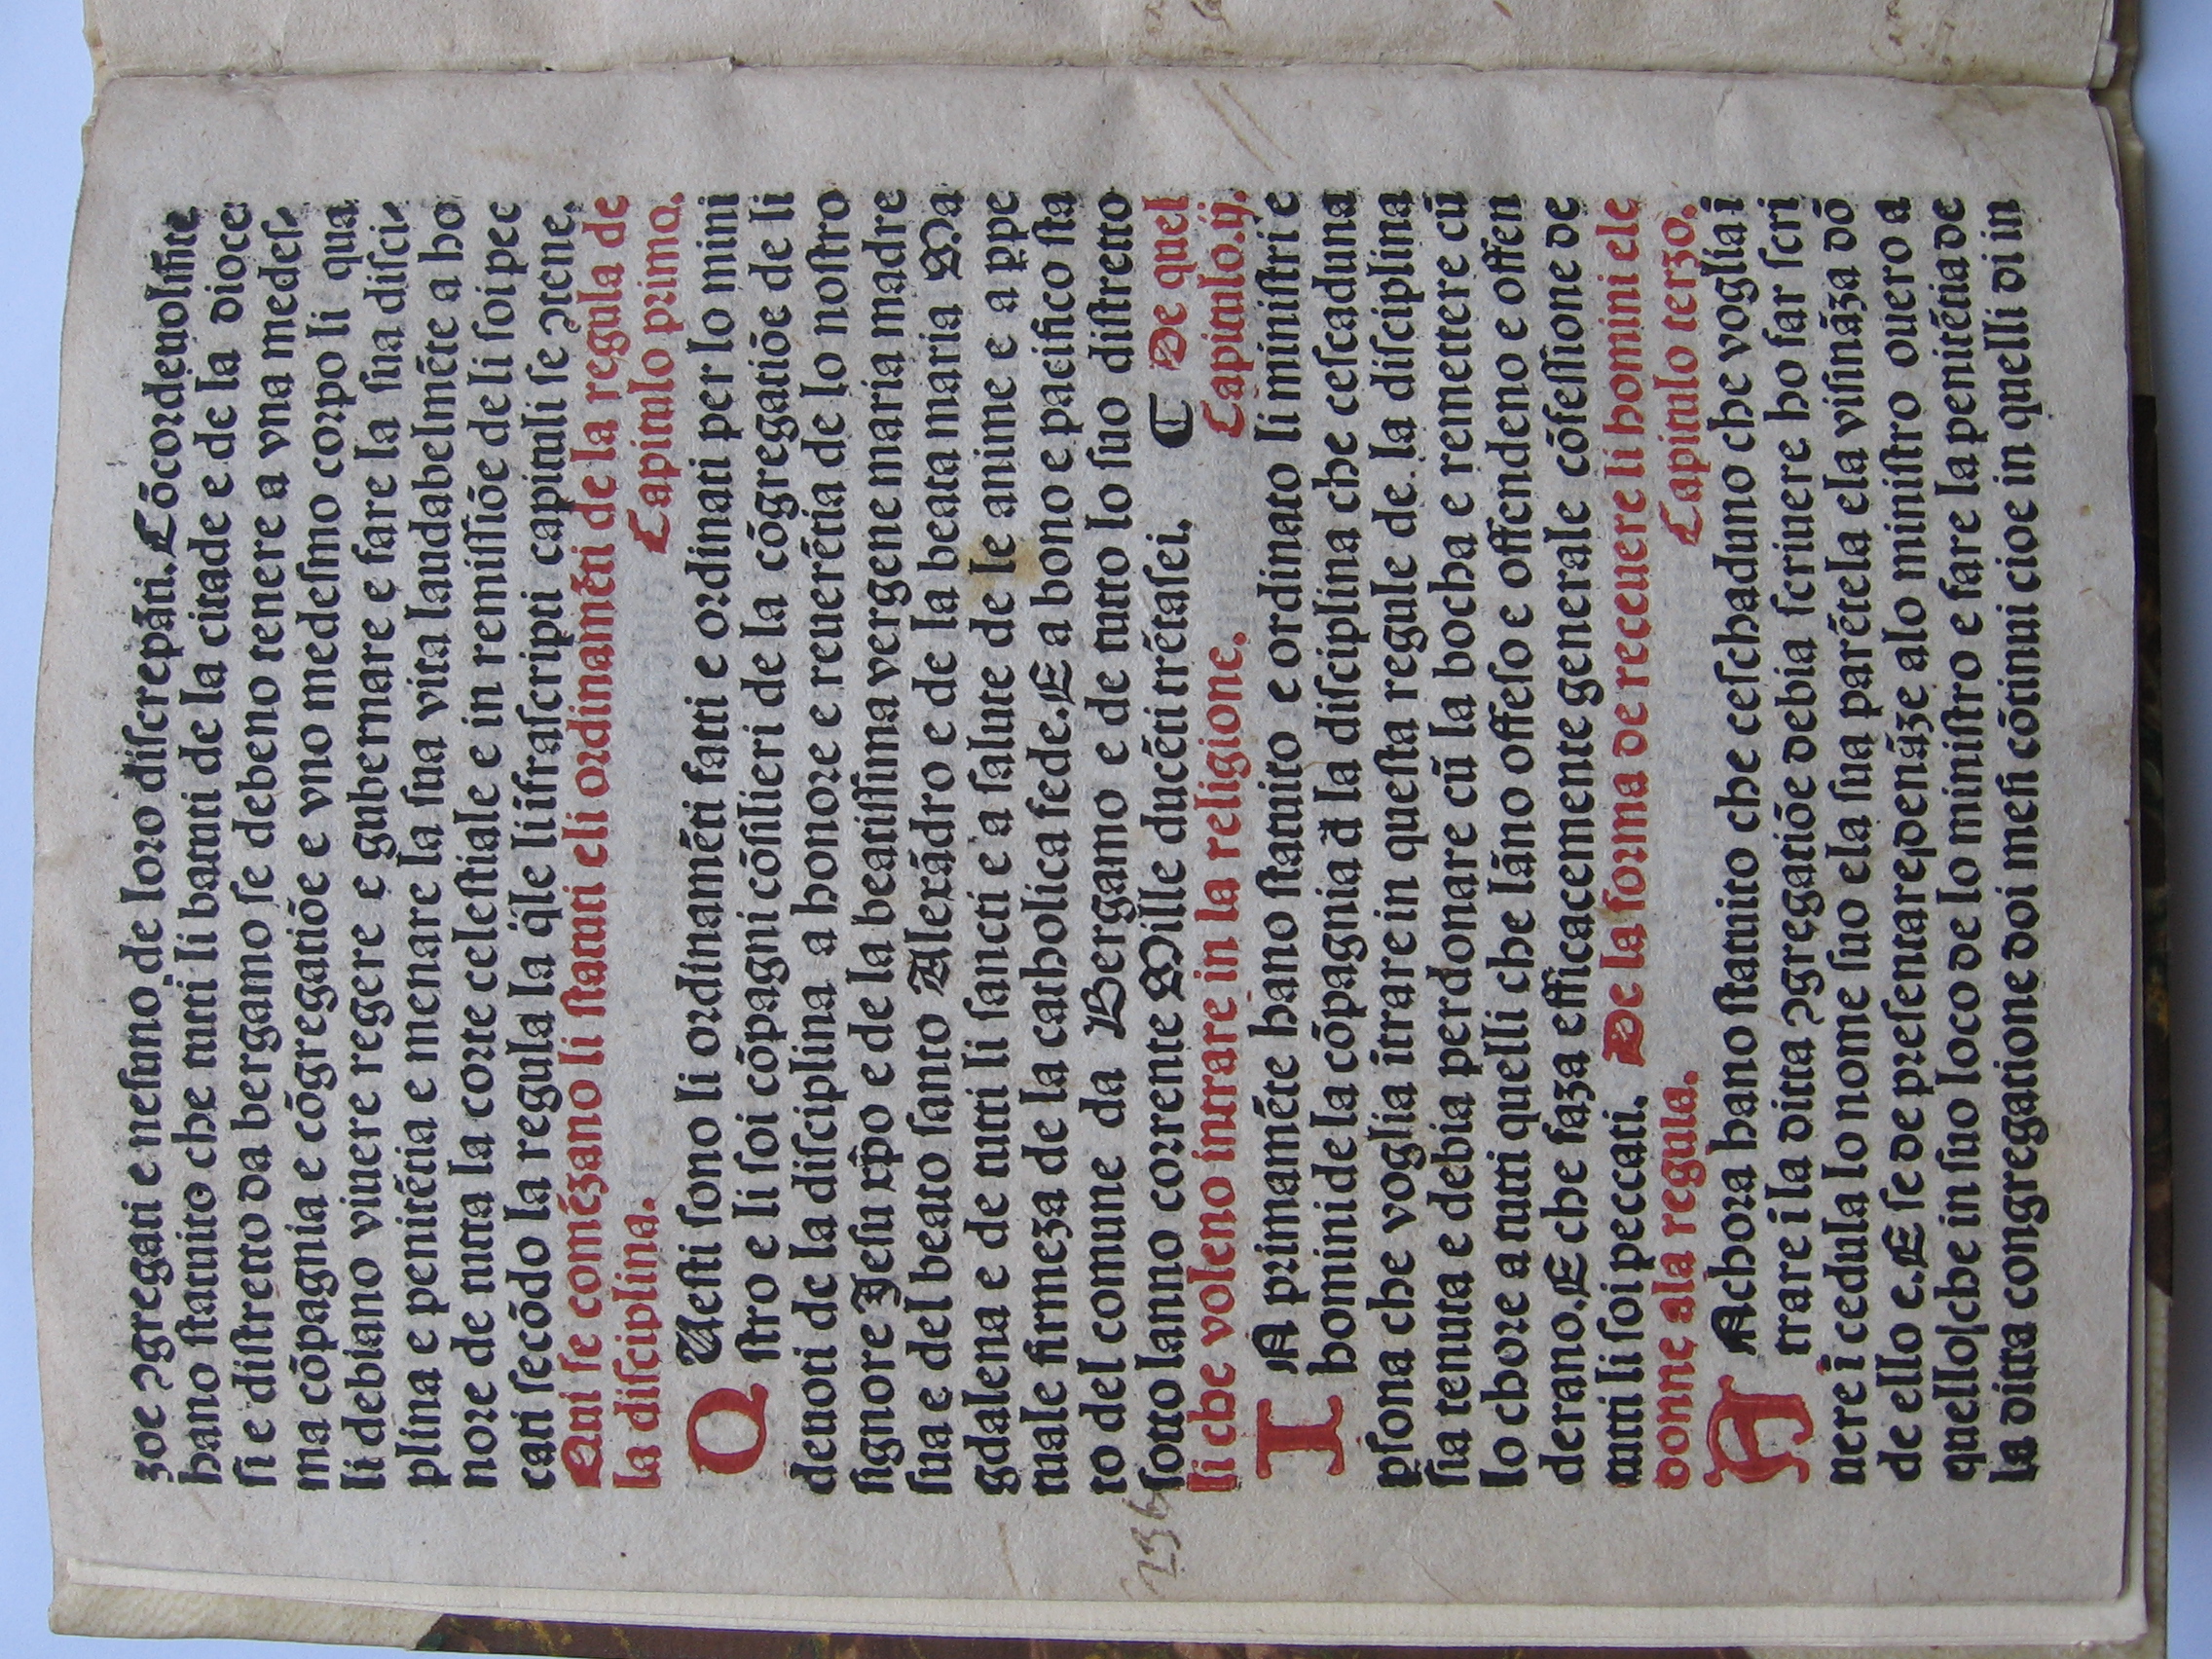 zoe ꝯgregati e nesuno de loro discrepāti. Cōcordeuolmēte
hano statuito che tutti li batuti de la citade e de la dioce
si e distretto da bergamo se debeno tenere a vna medes-
ma cōpagnia e cōgregatiōe e vno medesmo corpo li qua
li debiano viuere regere e gubernare e fare la sua disci-
plina e penitētia e menare la sua vita laudabelmēte a ho
nore de tutta la corte celestiale e in remissiōe de li soi pec
cati secōdo la regula la q̄le li īfrascripti capituli se ꝯtene.
Qui se comēzano li statuti e li ordinamēti de la regula de
la disciplina. Capitulo primo.
QUesti sono li ordinamēti fatti e ordinati per lo mini
stro e li soi cōpagni cōsilieri de la cōgregatiōe de li
deuoti de la disciplina a honore e reuerētia de lo nostro
signore Jesu xp̄o e de la beatissima vergene maria madre
sua e del beato santo Alexādro e de la beata maria Ma
gdalena e de tutti li sancti e a salute de le anime e a ꝑpe
tuale firmeza de la catholica fede. E a bono e pacifico sta
to del comune da Bergamo e de tutto lo suo distretto
sotto lanno corrente Mille ducēti trētasei. ⁋ De quel
li che voleno intrare in la religione. Capitulo .ij.
IN primamēte hano statuito e ordinato li ministri e
homini de la cōpagnia d̄ la disciplina che cescaduna
ꝑsona che voglia ītrare in questa regule de la disciplina
sia tenuta e debia perdonare cū la bocha e remettere cū
lo chore a tutti quelli che lāno offeso e offendeno e offen
derano. E che faza efficacemente generale cōfessione de
tutti li soi peccati. De la forma de receuere li homini e le
donne ala regula. Capitulo terzo.
ANchora hano statuito che ceschaduno che voglia ī
trare ī la ditta ꝯgregatiōe debia scriuere ho far scri
uere ī cedula lo nome suo e la sua parētela e la visināza dō
de ello e. E se de presentare ꝓenāze alo ministro ouero a
quello che in suo loco de lo ministro e fare la penitētia de
la ditta congregatione doi mesi cōtinui cioe in quelli di in
236